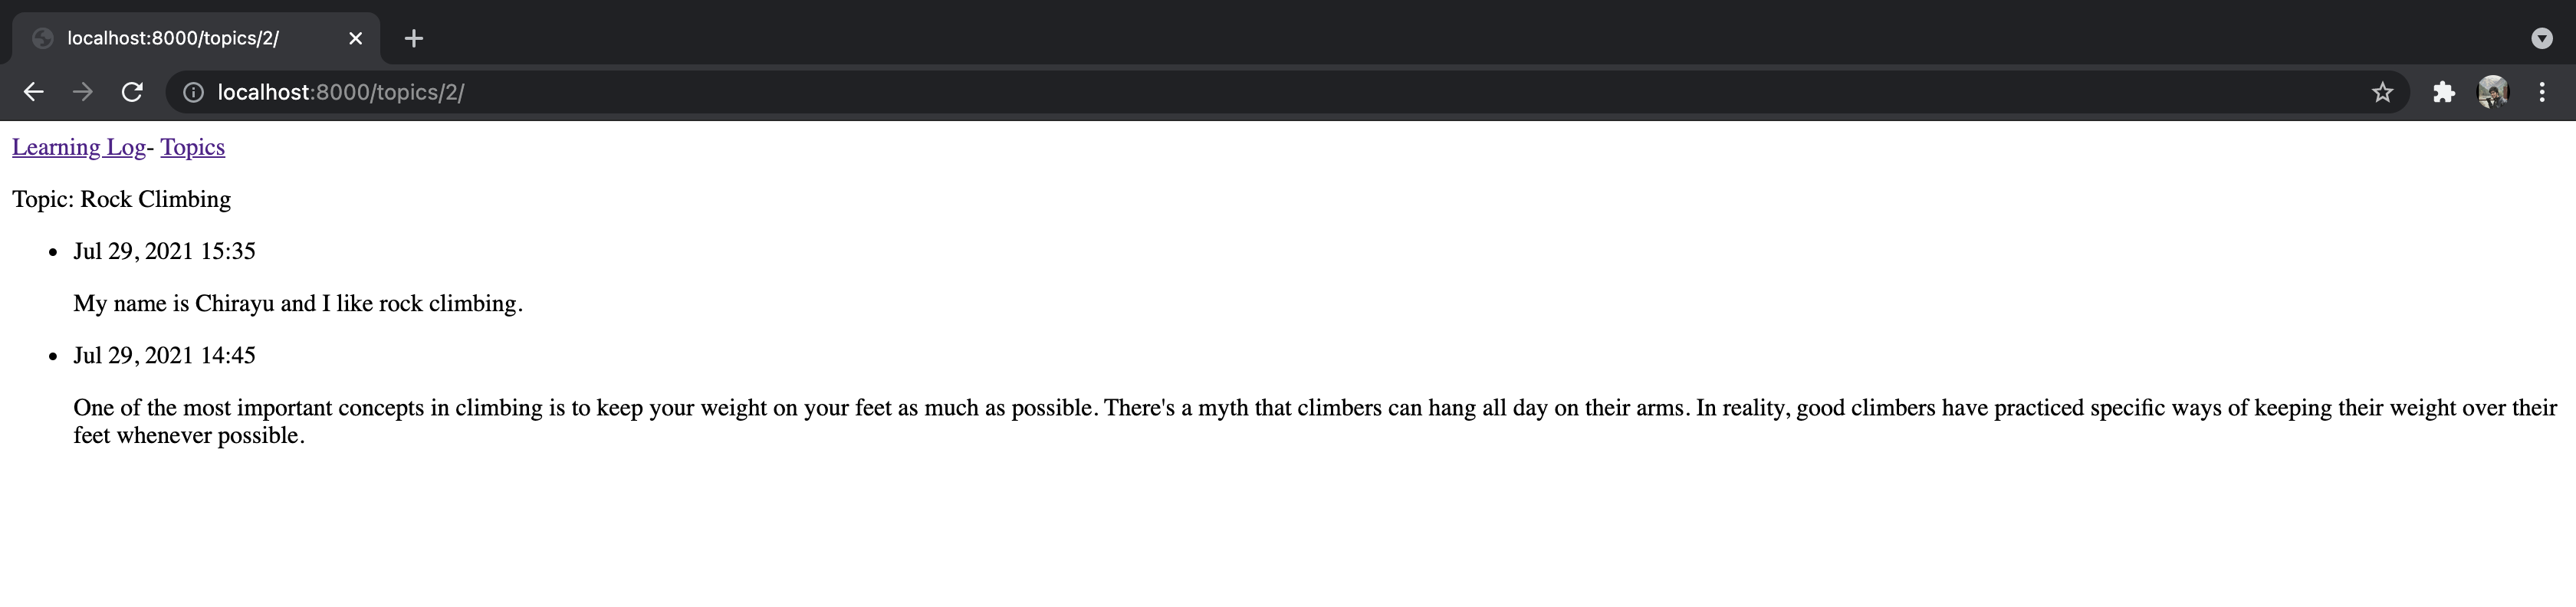 localhost:8000/topics/2/
localhost:8000/topics/2/
Learning Log- Topics
Topic: Rock Climbing
Jul 29, 2021 15:35
My name is Chirayu and I like rock climbing.
Jul 29, 2021 14:45
One of the most important concepts in climbing is to keep your weight on your feet as much as possible. There's a myth that climbers can hang all day on their arms. In reality, good climbers have practiced specific ways of keeping their weight over their
feet whenever possible.